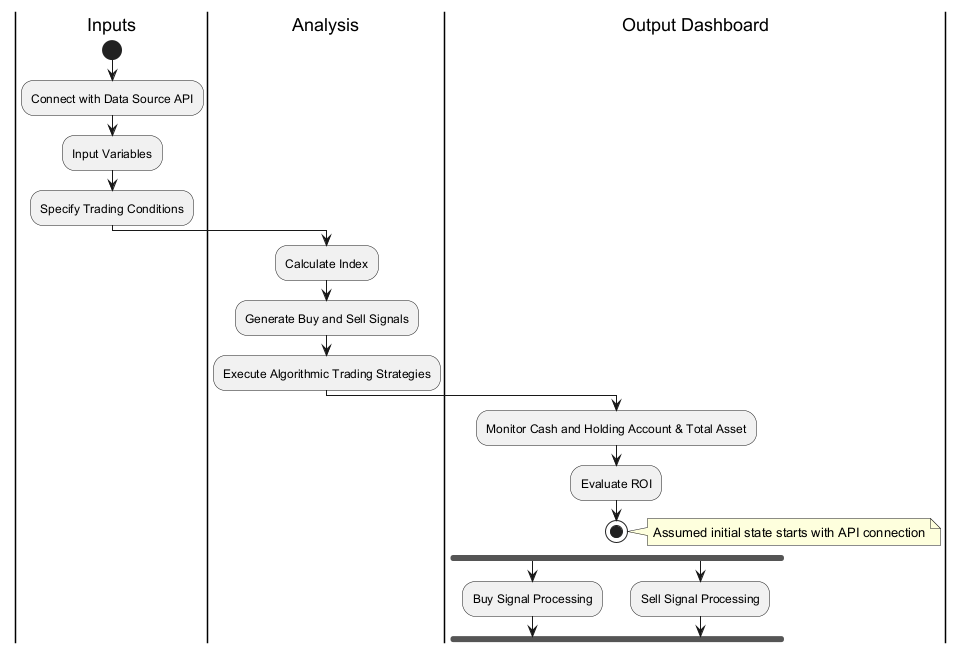 Inputs
Analysis
Output Dashboard
Connect with Data Source API
Input Variables
Specify Trading Conditions
Calculate Index
Generate Buy and Sell Signals
Execute Algorithmic Trading Strategies
Monitor Cash and Holding Account & Total Asset
Evaluate ROI
Assumed initial state starts with API connection
Buy Signal Processing
Sell Signal Processing